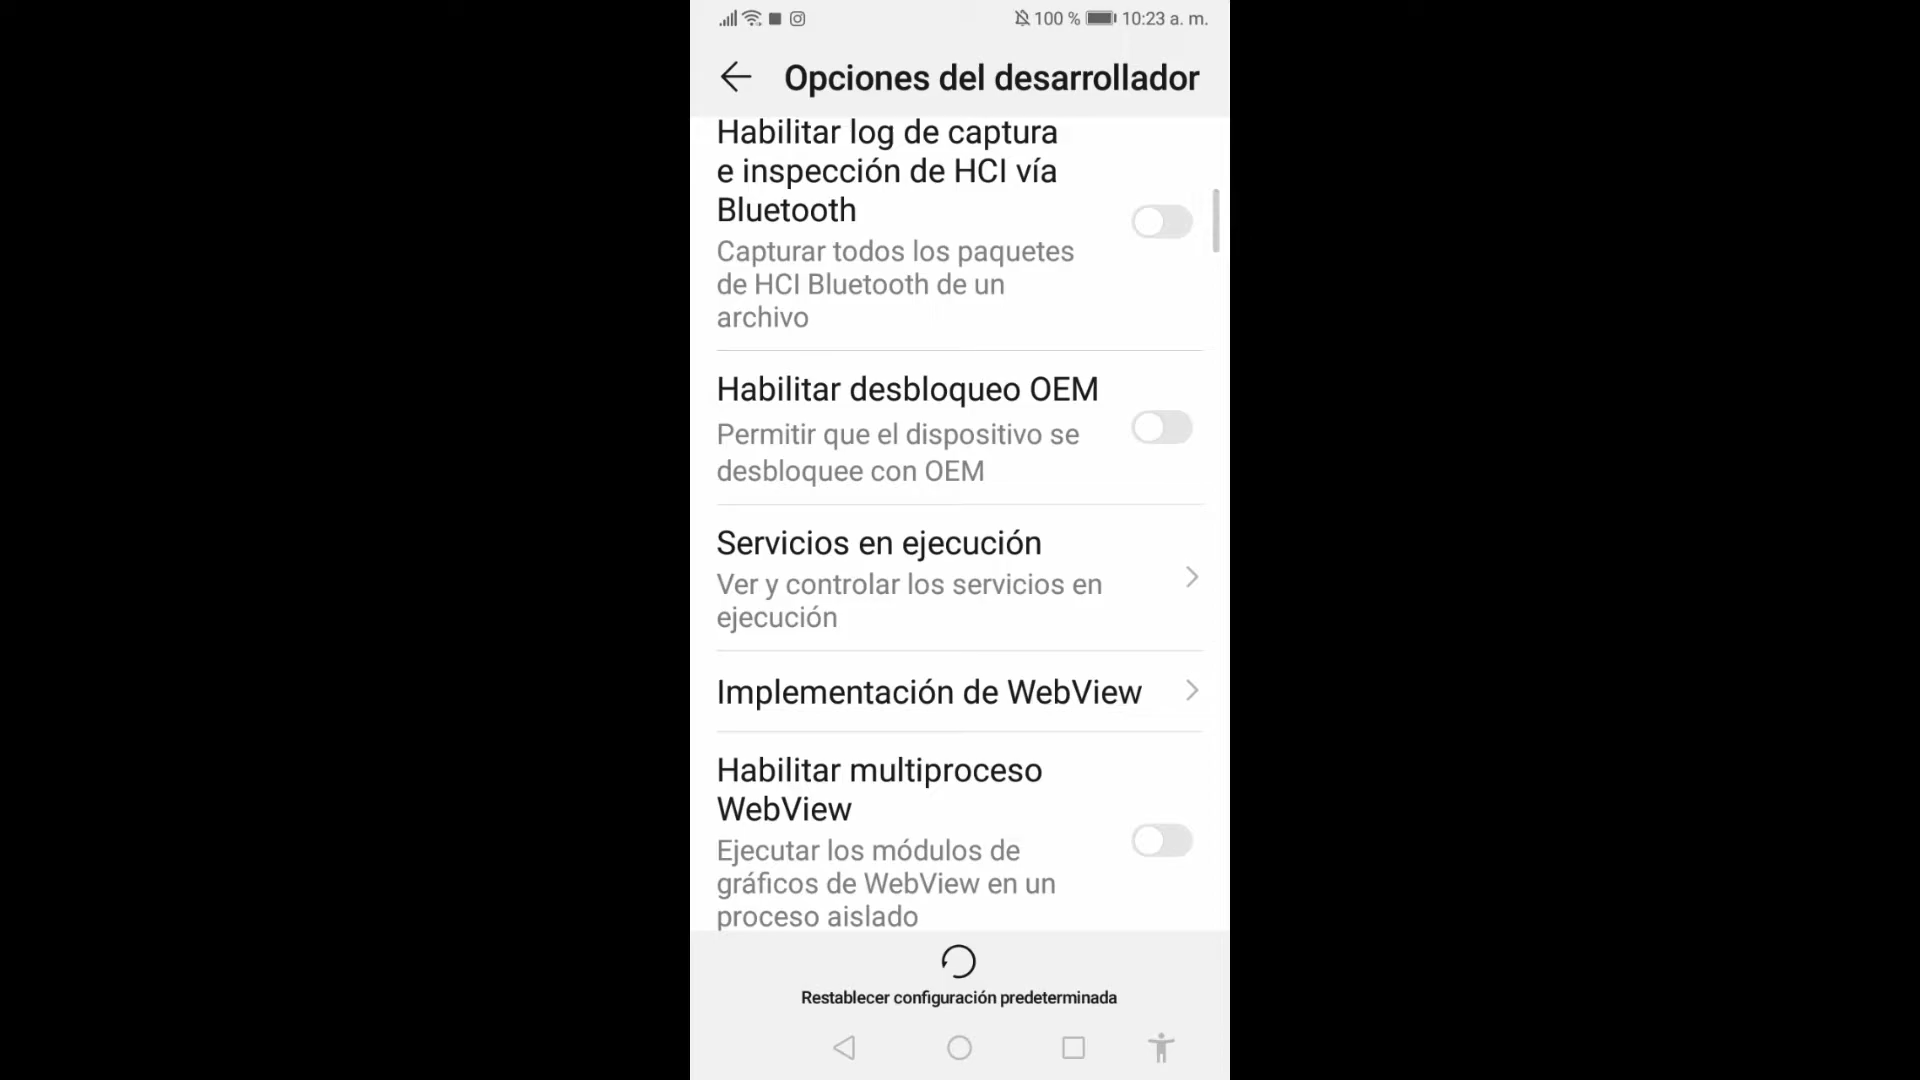 100 % 10:23 a. m.
Opciones del desarrollador
Habilitar log de captura
e inspección de HCI vía
Bluetooth
Capturar todos los paquetes
de HCI Bluetooth de un
archivo
Habilitar desbloqueo OEM
Permitir que el dispositivo se
desbloquee con OEM
Servicios en ejecución
Ver y controlar los servicios en
ejecución
Implementación de WebView
Habilitar multiproceso
WebView
Ejecutar los módulos de
gráficos de WebView en un
proceso aislado
Restablecer configuración predeterminada